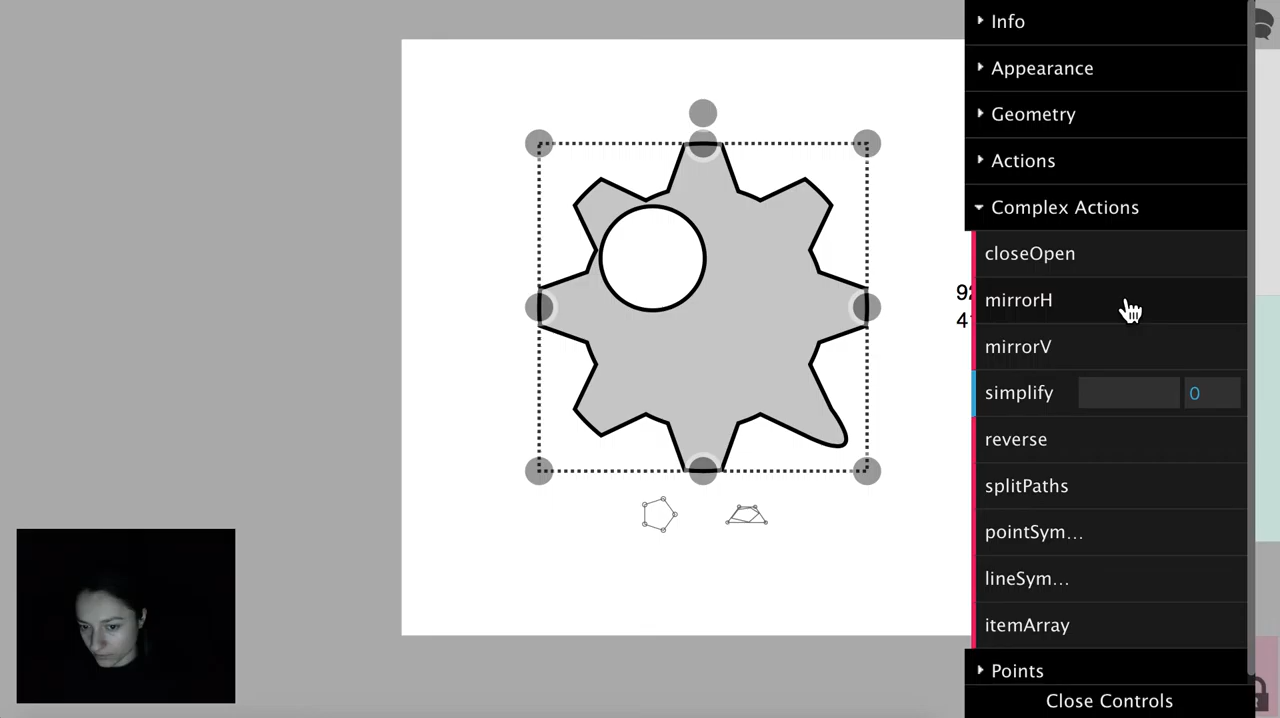 Info
Appearance
Geometry
Actions
Complex Actions
closeOpen
mirrorH
mirrorV
simplify 0
reverse
splitPaths
pointSym...
lineSym...
itemArray
Points
Close Controls